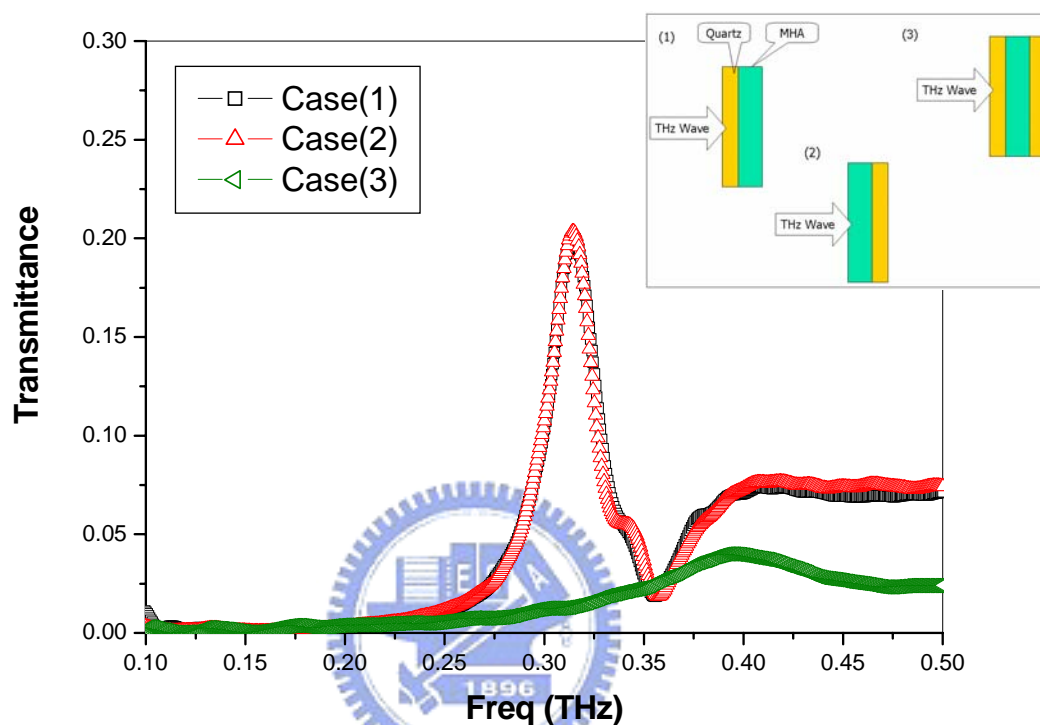 0.30
0.25
0.20
0.15
0.10
0.05
0.00
Transmittance
Case(1)
Case(2)
Case(3)
(1)
Quartz
MHA
THz Wave
(2)
THz Wave
(3)
THz Wave
0.10
0.15
0.20
0.25
0.30
0.35
0.40
0.45
0.50
Freq (THz)
1896